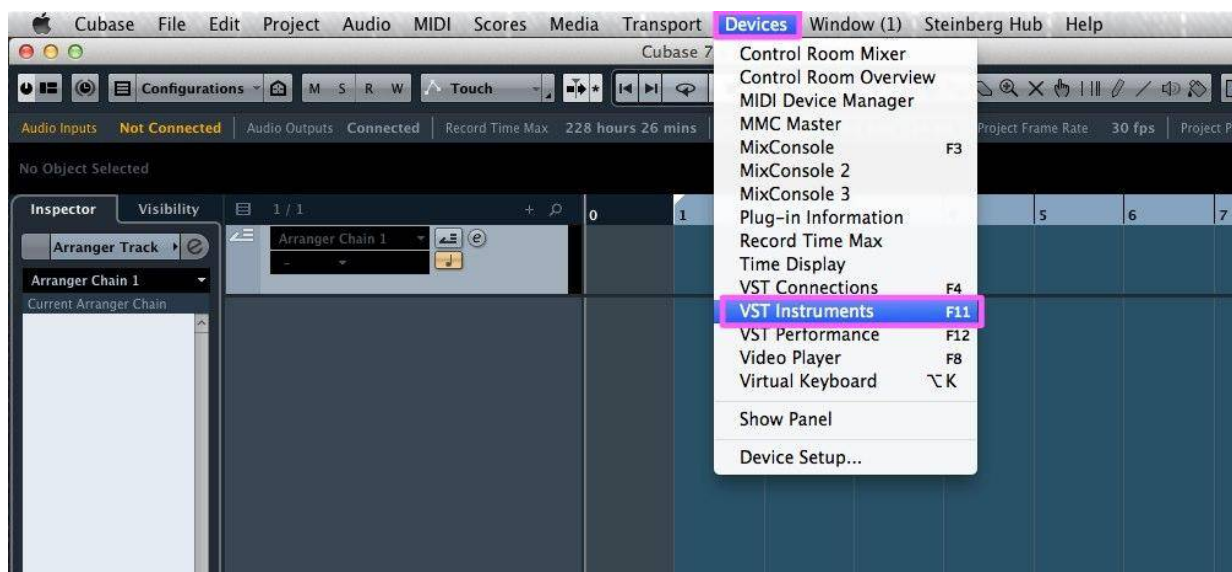 Cubase File Edit Project Audio MIDI Scores Media Transport Devices Window (1) Steinberg Hub Help
Cubase 7
Configurations M S R W Touch
Audio Inputs Not Connected Audio Outputs Connected Record Time Max 228 hours 26 mins Project Frame Rate 30 fps Project P
No Object Selected
Inspector Visibility 1/1 0 1 5 6 7
Arranger Track e Arranger Chain 1 e
Arranger Chain 1
Current Arranger Chain
Control Room Mixer
Control Room Overview
MIDI Device Manager
MMC Master
MixConsole F3
MixConsole 2
MixConsole 3
Plug-in Information
Record Time Max
Time Display
VST Connections F4
VST Instruments F11
VST Performance F12
Video Player F8
Virtual Keyboard ⌥K
Show Panel
Device Setup...